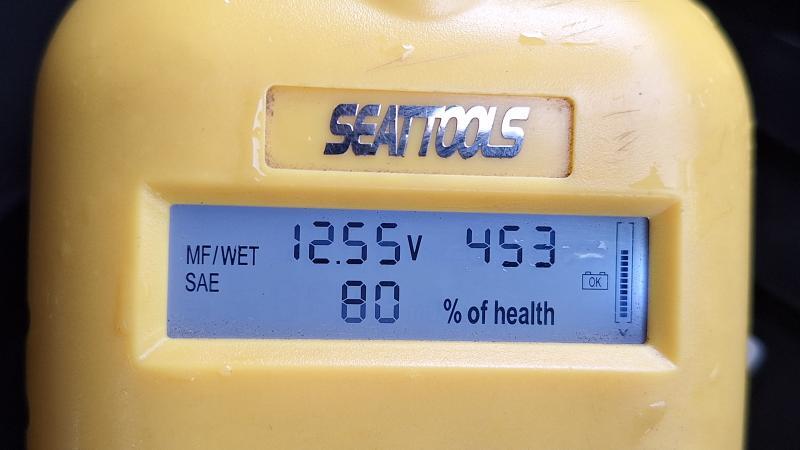 SEATTOOLS
MF/WET 12.55V 453
SAE 80 % of health
OK
V